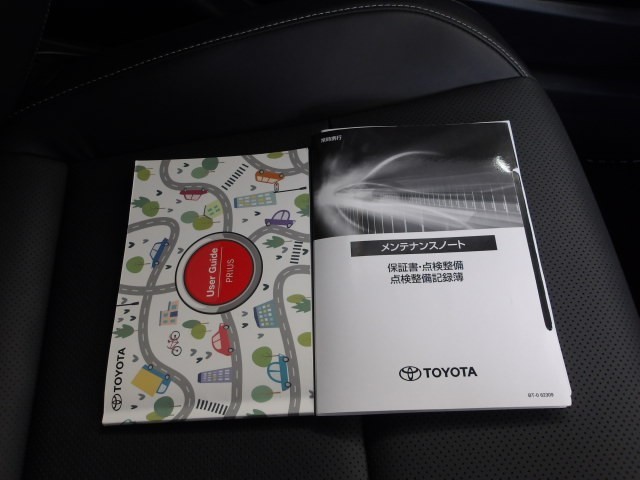 User Guide
PRIUS
TOYOTA
メンテナンスノート
保証書・点検整備
点検整備記録簿
TOYOTA